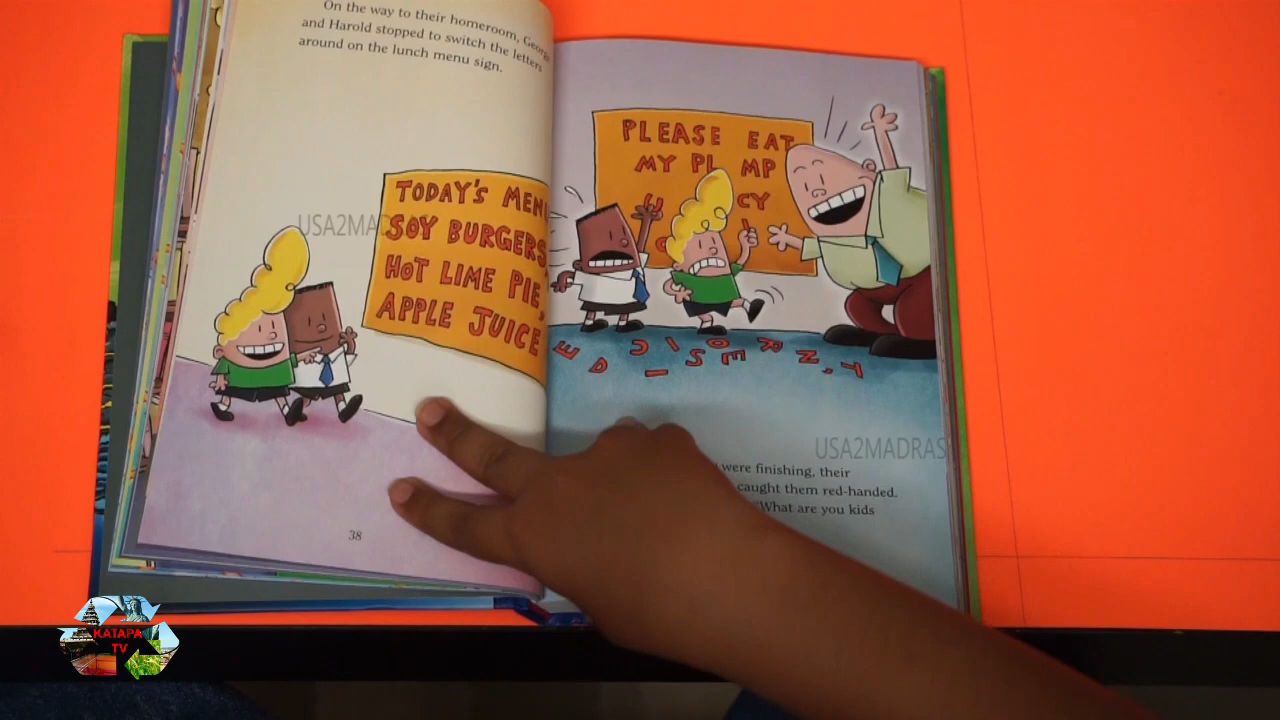 On the way to their homeroom, George
and Harold stopped to switch the letters
around on the lunch menu sign.
TODAY'S MENU
SOY BURGERS
HOT LIME PIE,
APPLE JUICE
38
PLEASE EAT
MY PL MP
CY
E D I C I S O E R N ' T
were finishing, their
caught them red-handed.
"What are you kids
USA2MADRAS
USA2MADRAS
KATAPA
TV